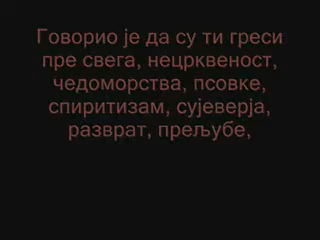 Говорио је да су ти греси
пре свега, нецрквеност,
чедоморства, псовке,
спиритизам, сујеверја,
разврат, прељубе,